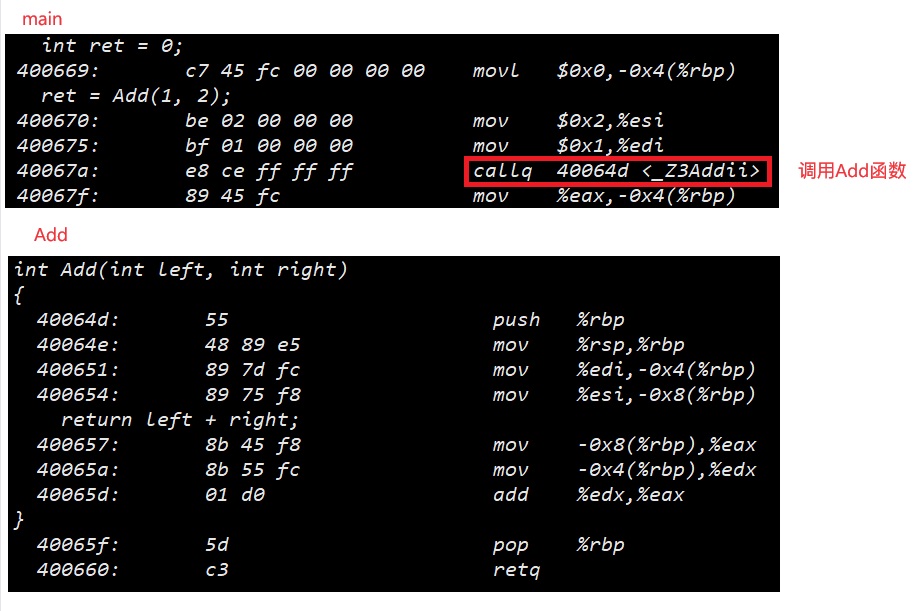 main
int ret = 0;
400669: c7 45 fc 00 00 00 00 movl $0x0,-0x4(%rbp)
ret = Add(1, 2);
400670: be 02 00 00 00 mov $0x2,%esi
400675: bf 01 00 00 00 mov $0x1,%edi
40067a: e8 ce ff ff ff callq 40064d <_Z3Addii>
调用Add函数
40067f: 89 45 fc mov %eax,-0x4(%rbp)
Add
int Add(int left, int right)
{
40064d: 55 push %rbp
40064e: 48 89 e5 mov %rsp,%rbp
400651: 89 7d fc mov %edi,-0x4(%rbp)
400654: 89 75 f8 mov %esi,-0x8(%rbp)
return left + right;
400657: 8b 45 f8 mov -0x8(%rbp),%eax
40065a: 8b 55 fc mov -0x4(%rbp),%edx
40065d: 01 d0 add %edx,%eax
}
40065f: 5d pop %rbp
400660: c3 retq